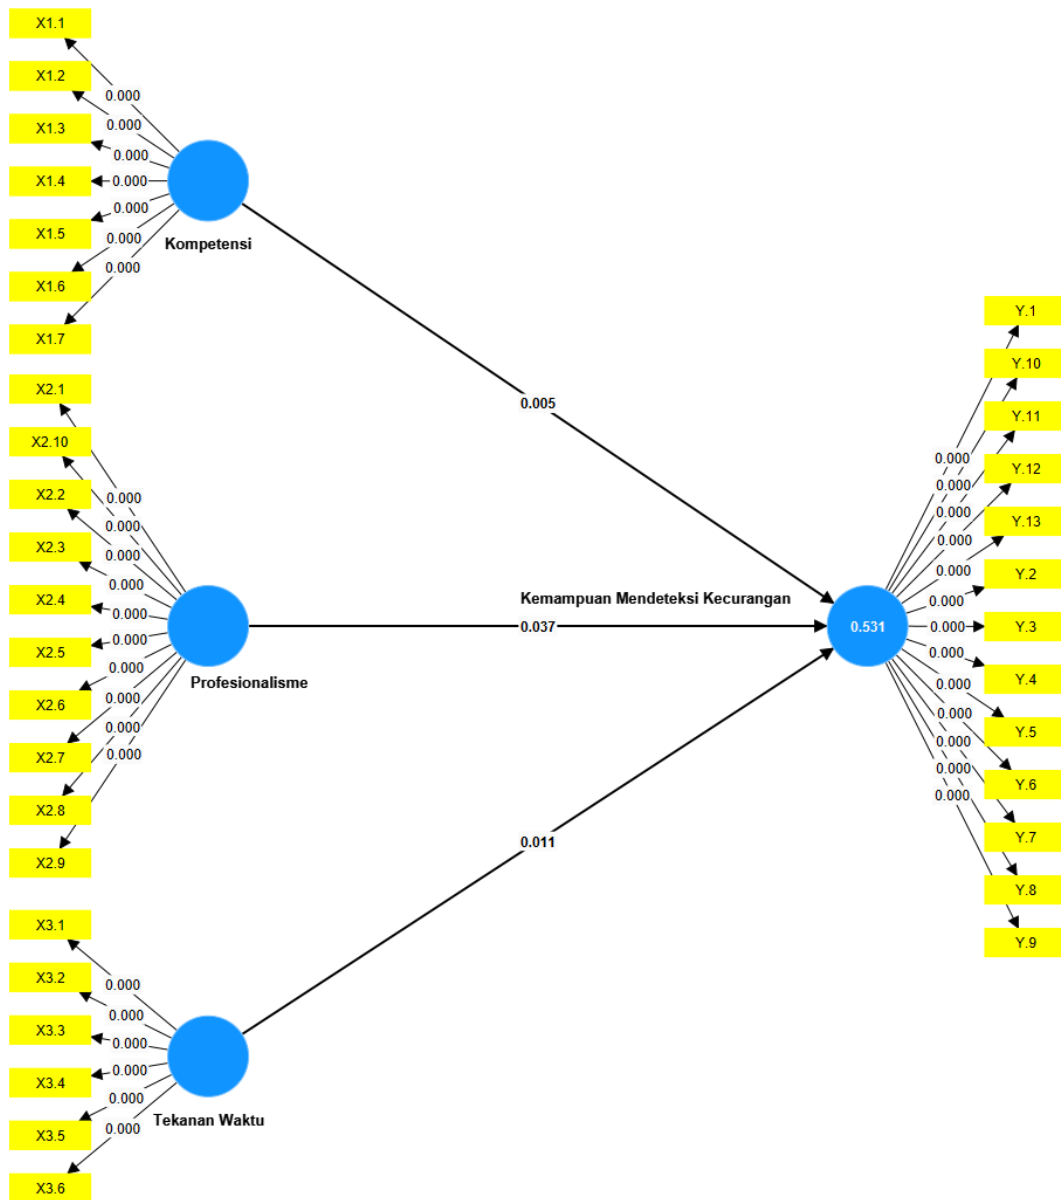 X1.1
X1.2
X1.3
X1.4
X1.5
X1.6
X1.7
0.000
0.000
0.000
0.000
0.000
0.000
0.000
Kompetensi
X2.1
X2.10
X2.2
X2.3
X2.4
X2.5
X2.6
X2.7
X2.8
X2.9
0.000
0.000
0.000
0.000
0.000
0.000
0.000
0.000
0.000
0.000
Profesionalisme
X3.1
X3.2
X3.3
X3.4
X3.5
X3.6
0.000
0.000
0.000
0.000
0.000
0.000
Tekanan Waktu
0.005
Kemampuan Mendeteksi Kecurangan
0.037
0.011
0.531
0.000
0.000
0.000
0.000
0.000
0.000
0.000
0.000
0.000
0.000
0.000
0.000
0.000
Y.1
Y.10
Y.11
Y.12
Y.13
Y.2
Y.3
Y.4
Y.5
Y.6
Y.7
Y.8
Y.9